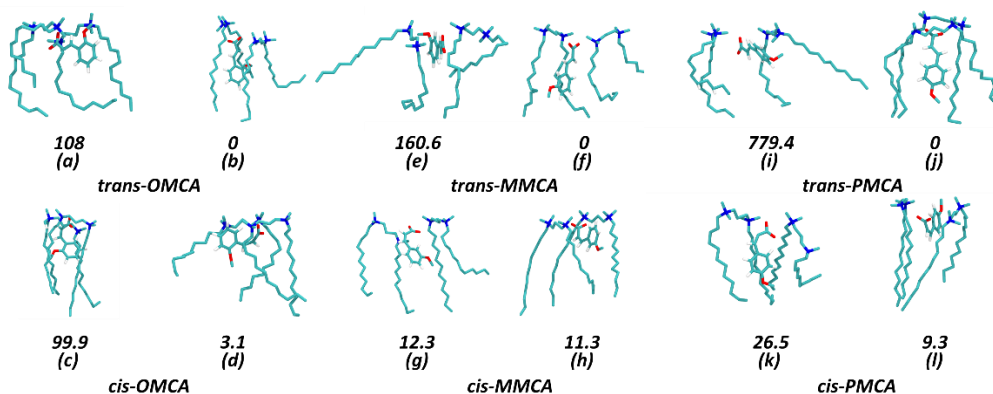 108 0 160.6 0 779.4 0
(a) (b) (e) (f) (i) (j)
trans-OMCA trans-MMCA trans-PMCA
99.9 3.1 12.3 11.3 26.5 9.3
(c) (d) (g) (h) (k) (l)
cis-OMCA cis-MMCA cis-PMCA